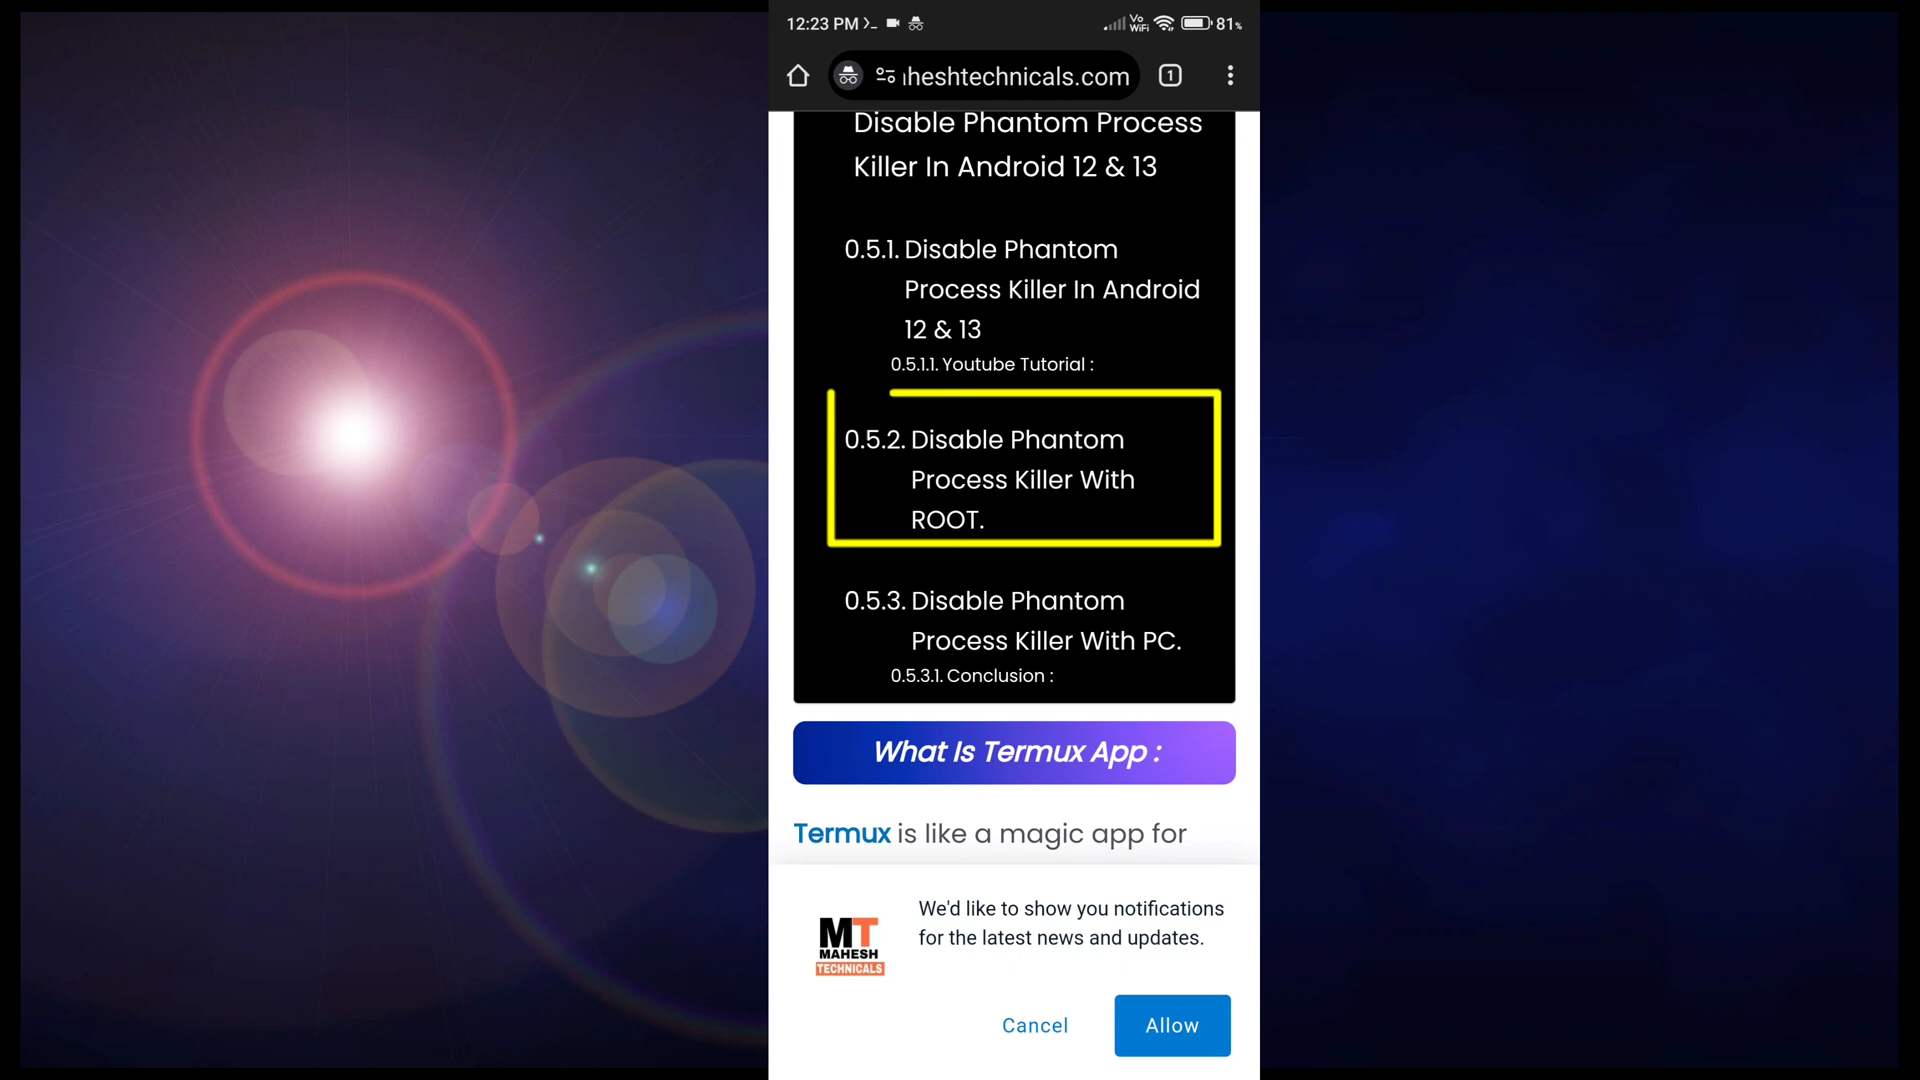 12:23 PM
Vo
WiFi
81%
heshtechnicals.com
1
Disable Phantom Process
Killer In Android 12 & 13
0.5.1. Disable Phantom
Process Killer In Android
12 & 13
0.5.1.1. Youtube Tutorial :
0.5.2. Disable Phantom
Process Killer With
ROOT.
0.5.3. Disable Phantom
Process Killer With PC.
0.5.3.1. Conclusion :
What Is Termux App :
Termux is like a magic app for
We'd like to show you notifications
for the latest news and updates.
MT
MAHESH
TECHNICALS
Cancel
Allow